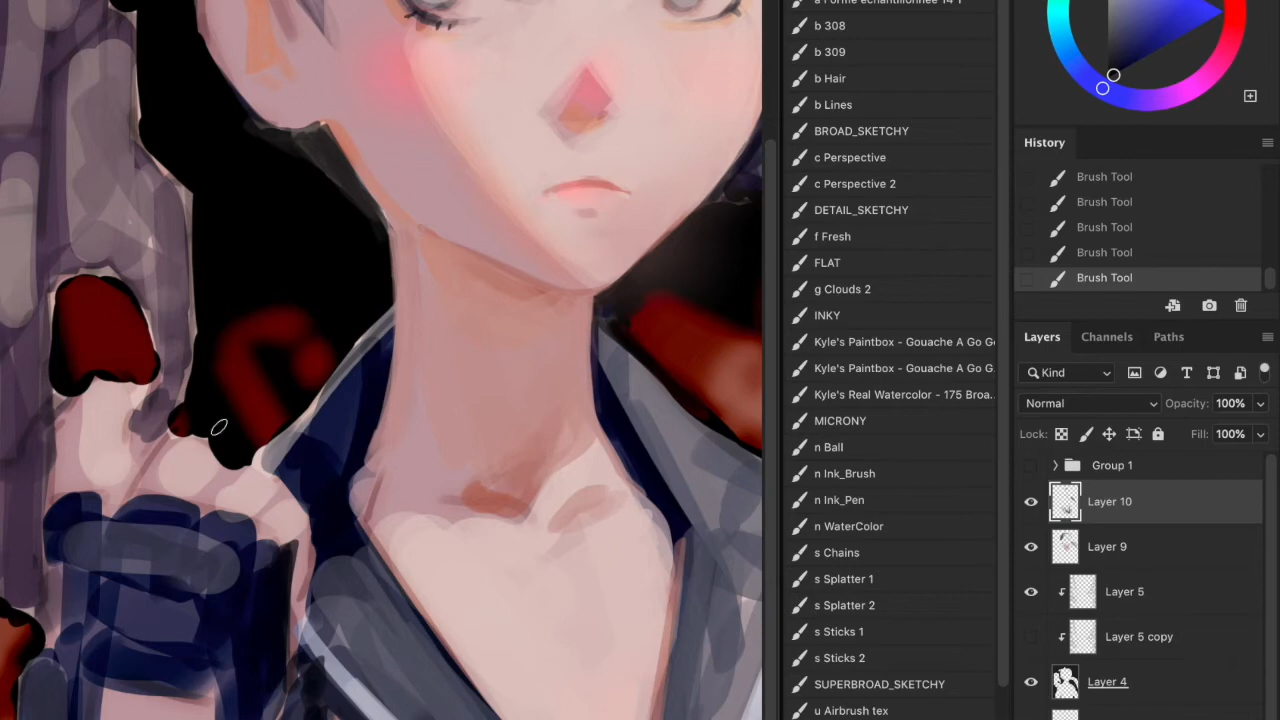 b 308
b 309
b Hair
b Lines
BROAD_SKETCHY
c Perspective
c Perspective 2
DETAIL_SKETCHY
f Fresh
FLAT
g Clouds 2
INKY
Kyle's Paintbox - Gouache A Go G
Kyle's Paintbox - Gouache A Go G.
Kyle's Real Watercolor - 175 Broa..
MICRONY
n Ball
n Ink_Brush
n Ink_Pen
n WaterColor
s Chains
s Splatter 1
s Splatter 2
s Sticks 1
s Sticks 2
SUPERBROAD_SKETCHY
u Airbrush tex
History
Brush Tool
Brush Tool
Brush Tool
Brush Tool
Brush Tool
Layers Channels Paths
Kind
Normal Opacity: 100%
Lock: Fill: 100%
Group 1
Layer 10
Layer 9
Layer 5
Layer 5 copy
Layer 4